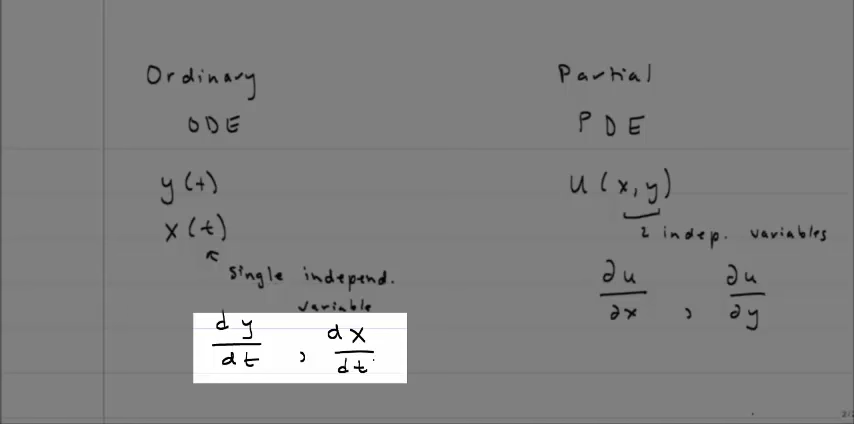 Ordinary
ODE
y(t)
x(t)
single independ.
variable
dy/dt , dx/dt
Partial
PDE
u(x,y)
2 indep. variables
∂u/∂x , ∂u/∂y